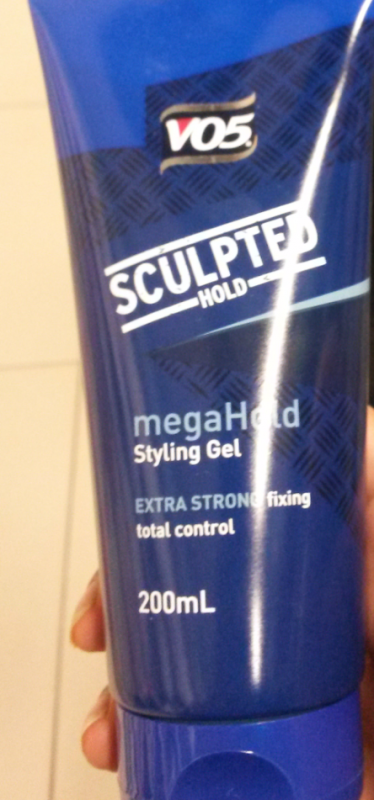 VO5
SCULPTED
HOLD
megaHold
Styling Gel
EXTRA STRONG fixing
total control
200mL